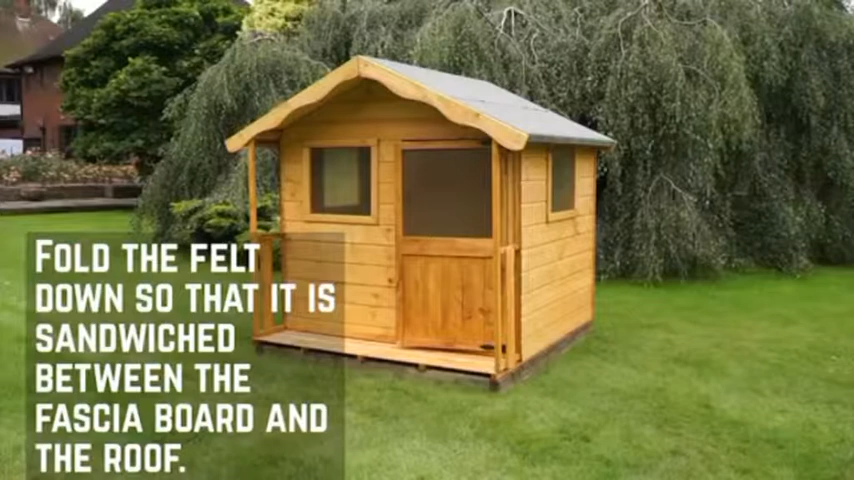 Fold the felt
down so that it is
sandwiched
between the
fascia board and
the roof.